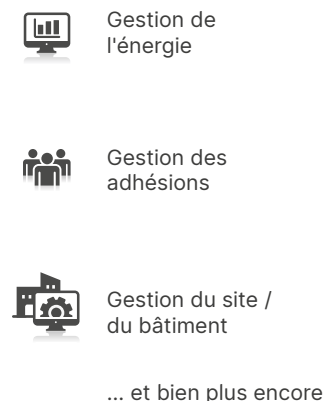 Gestion de
l'énergie
Gestion des
adhésions
Gestion du site /
du bâtiment
... et bien plus encore